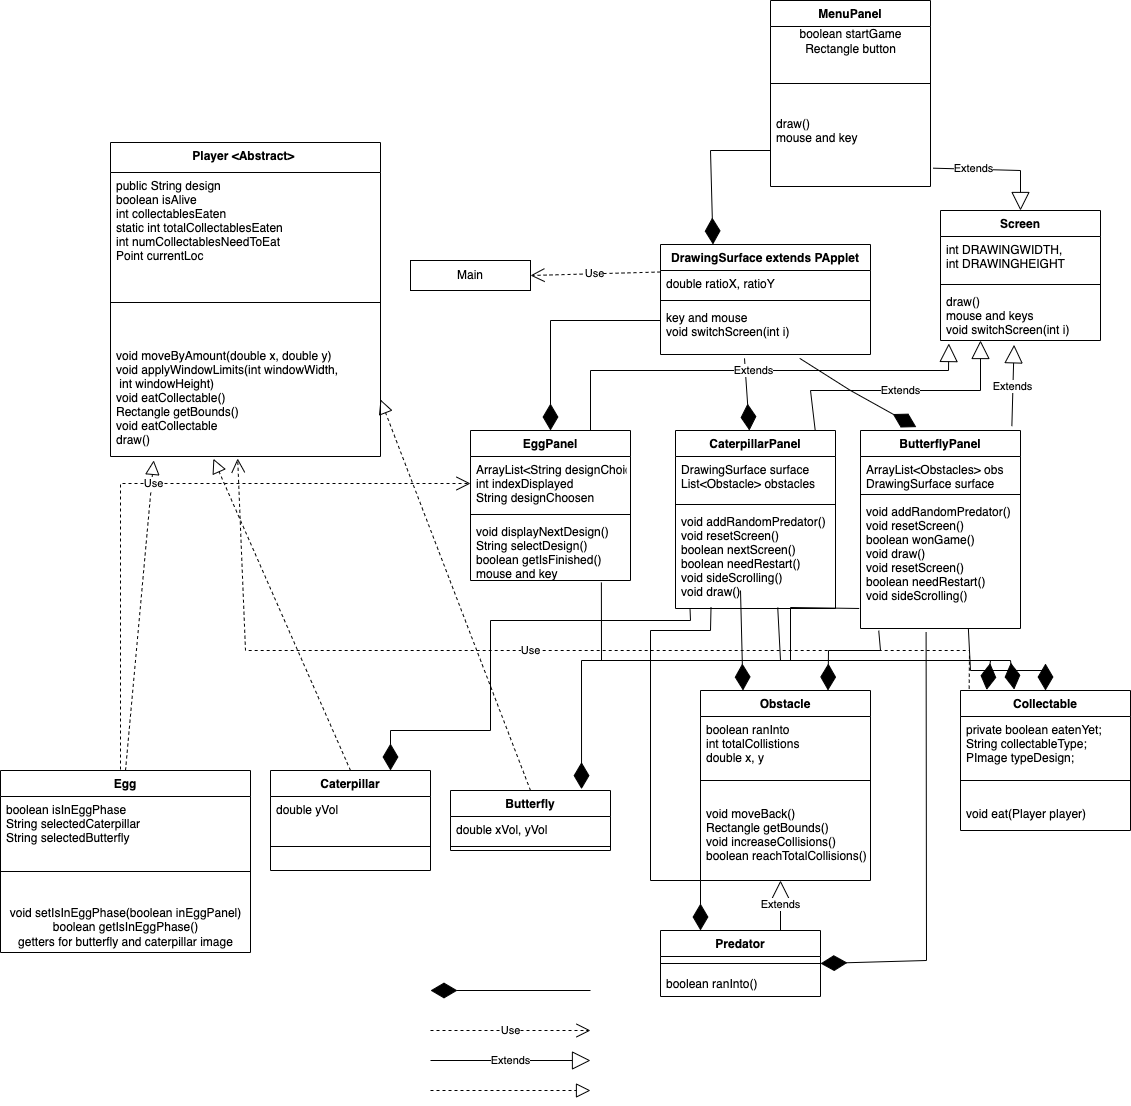 MenuPanel
boolean startGame
Rectangle button
draw()
mouse and key
Extends
Player <Abstract>
public String design
boolean isAlive
int collectablesEaten
static int totalCollectablesEaten
int numCollectablesNeedToEat
Point currentLoc
void moveByAmount(double x, double y)
void applyWindowLimits(int windowWidth,
int windowHeight)
void eatCollectable()
Rectangle getBounds()
void eatCollectable
draw()
Main
Use
DrawingSurface extends PApplet
double ratioX, ratioY
key and mouse
void switchScreen(int i)
Screen
int DRAWINGWIDTH,
int DRAWINGHEIGHT
draw()
mouse and keys
void switchScreen(int i)
Extends
Extends
Extends
Use
EggPanel
ArrayList<String designChoi
int indexDisplayed
String designChoosen
void displayNextDesign()
String selectDesign()
boolean getIsFinished()
mouse and key
CaterpillarPanel
DrawingSurface surface
List<Obstacle> obstacles
void addRandomPredator()
void resetScreen()
boolean nextScreen()
boolean needRestart()
void sideScrolling()
void draw()
ButterflyPanel
ArrayList<Obstacles> obs
DrawingSurface surface
void addRandomPredator()
void resetScreen()
boolean wonGame()
void draw()
void resetScreen()
boolean needRestart()
void sideScrolling()
Use
Egg
boolean isInEggPhase
String selectedCaterpillar
String selectedButterfly
void setIsInEggPhase(boolean inEggPanel)
boolean getIsInEggPhase()
getters for butterfly and caterpillar image
Caterpillar
double yVol
Butterfly
double xVol, yVol
Obstacle
boolean ranInto
int totalCollistions
double x, y
void moveBack()
Rectangle getBounds()
void increaseCollisions()
boolean reachTotalCollisions()
Collectable
private boolean eatenYet;
String collectableType;
PImage typeDesign;
void eat(Player player)
Extends
Predator
boolean ranInto()
Use
Extends